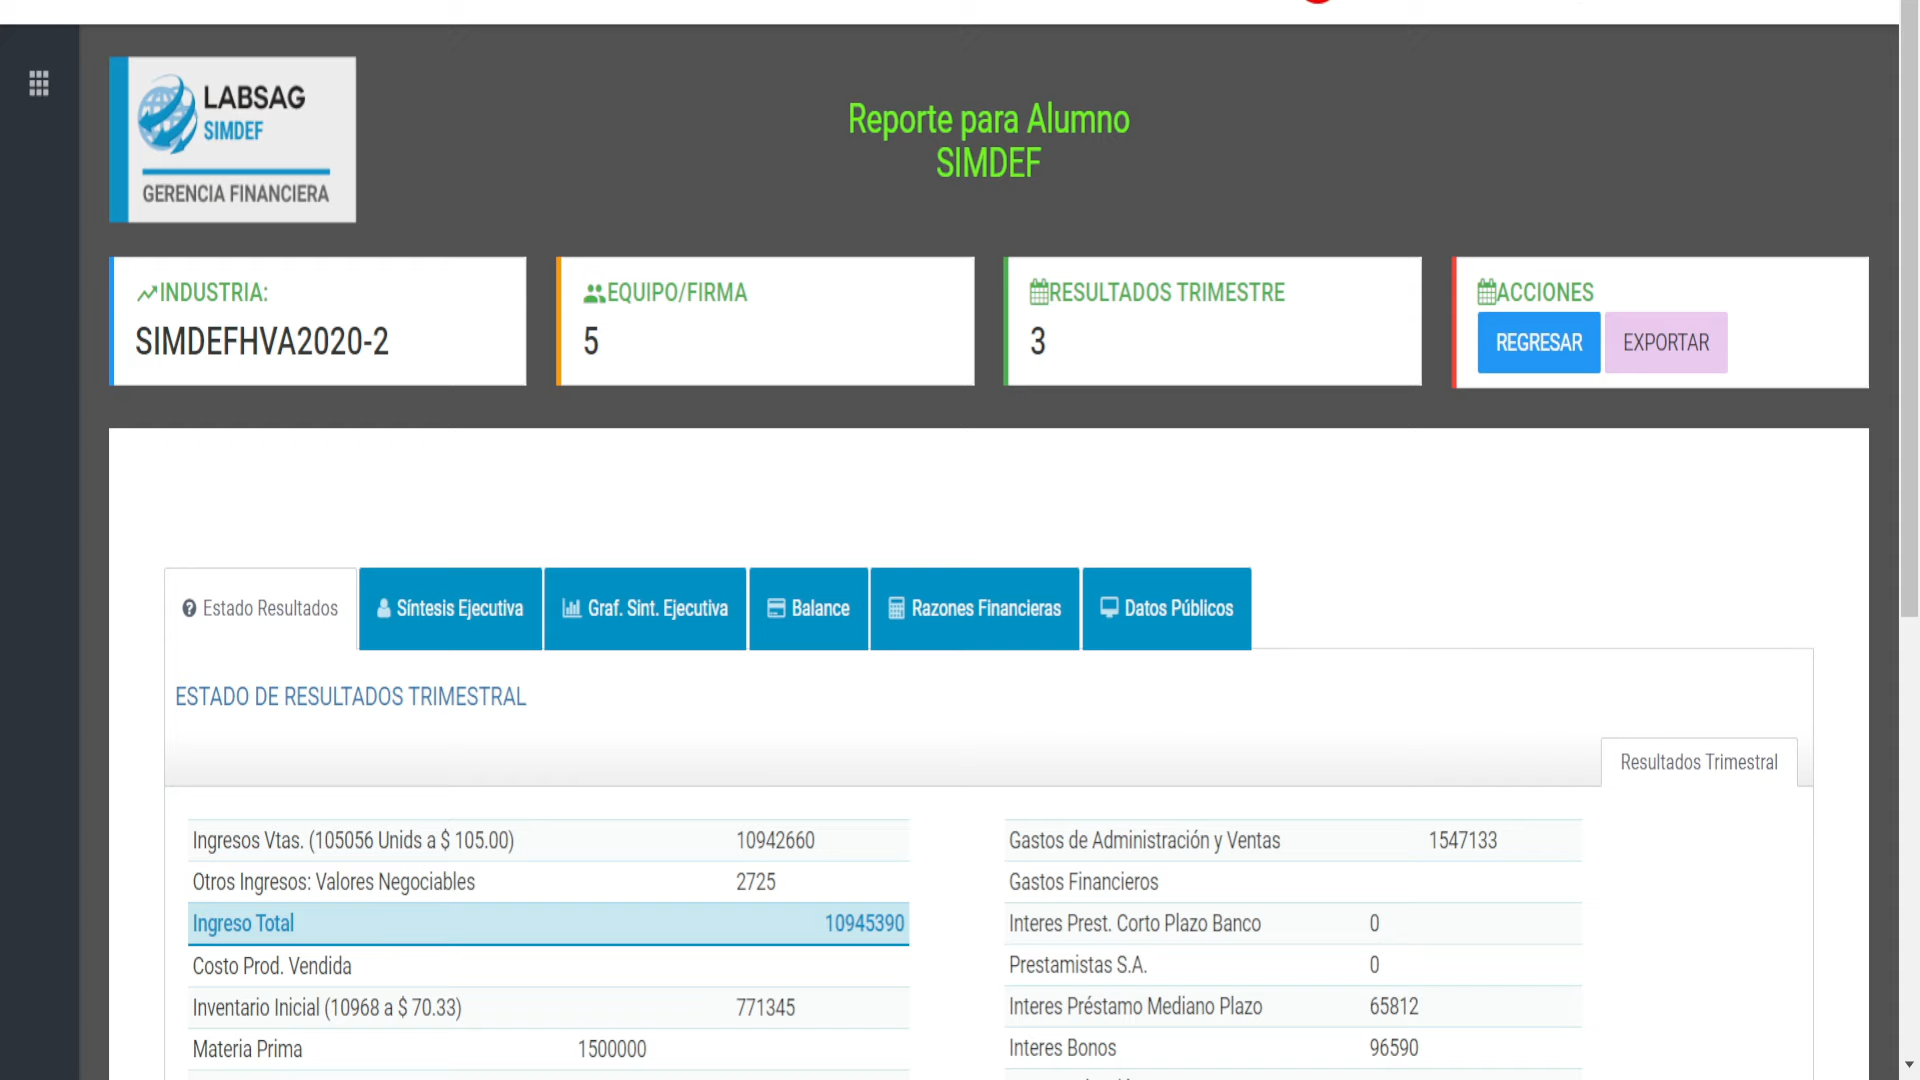 LABSAG
SIMDEF
GERENCIA FINANCIERA
Reporte para Alumno
SIMDEF
INDUSTRIA:
SIMDEFHVA2020-2
EQUIPO/FIRMA
5
RESULTADOS TRIMESTRE
3
ACCIONES
REGRESAR EXPORTAR
Estado Resultados Síntesis Ejecutiva Graf. Sint. Ejecutiva Balance Razones Financieras Datos Públicos
ESTADO DE RESULTADOS TRIMESTRAL
Resultados Trimestral
Ingresos Vtas. (105056 Unids a $ 105.00) 10942660
Otros Ingresos: Valores Negociables 2725
Ingreso Total 10945390
Costo Prod. Vendida
Inventario Inicial (10968 a $ 70.33) 771345
Materia Prima 1500000
Gastos de Administración y Ventas 1547133
Gastos Financieros
Interes Prest. Corto Plazo Banco 0
Prestamistas S.A. 0
Interes Préstamo Mediano Plazo 65812
Interes Bonos 96590